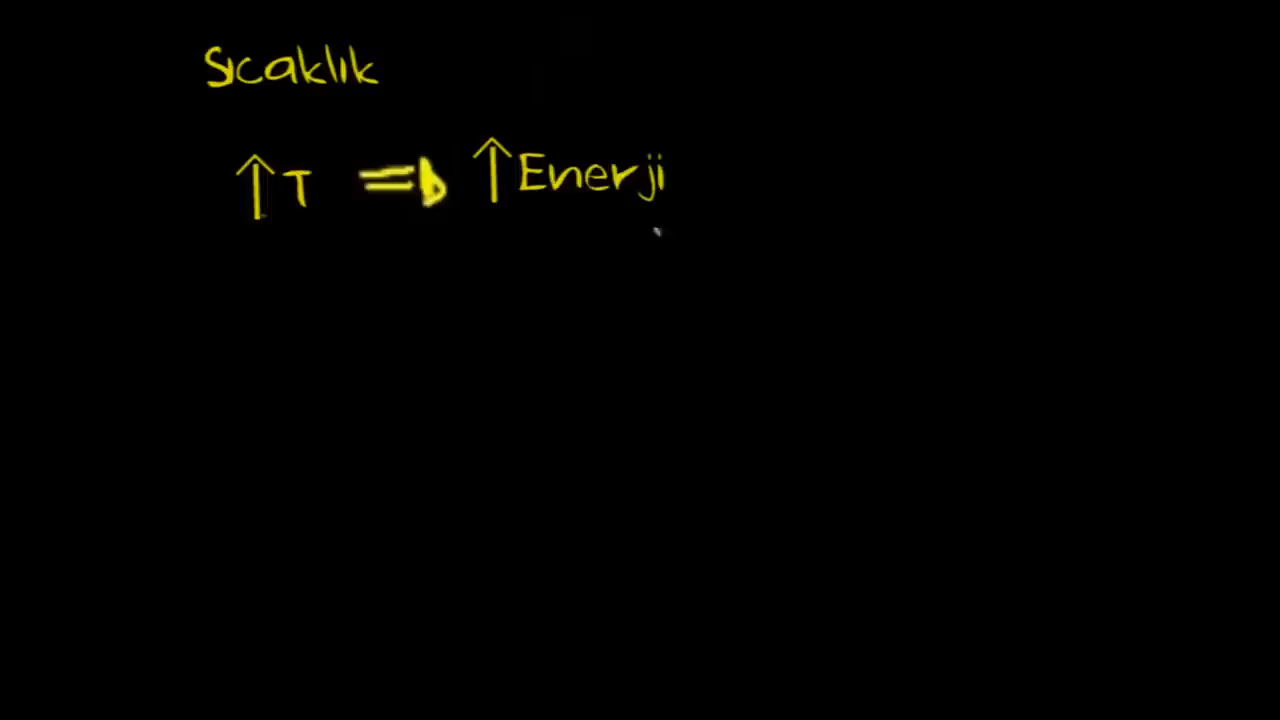 Sıcaklık
↑T ⇒ ↑Enerji